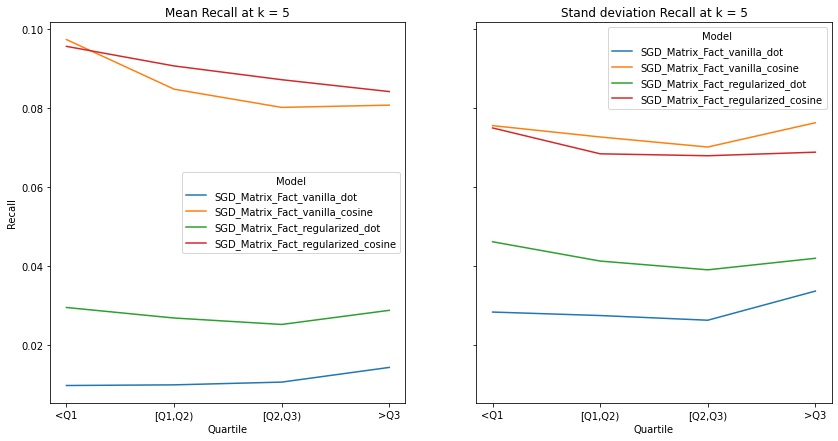 Mean Recall at k = 5
Recall
0.10
0.08
0.06
0.04
0.02
Model
SGD_Matrix_Fact_vanilla_dot
SGD_Matrix_Fact_vanilla_cosine
SGD_Matrix_Fact_regularized_dot
SGD_Matrix_Fact_regularized_cosine
<Q1
[Q1,Q2)
[Q2,Q3)
>Q3
Quartile
Stand deviation Recall at k = 5
Model
SGD_Matrix_Fact_vanilla_dot
SGD_Matrix_Fact_vanilla_cosine
SGD_Matrix_Fact_regularized_dot
SGD_Matrix_Fact_regularized_cosine
<Q1
[Q1,Q2)
[Q2,Q3)
>Q3
Quartile